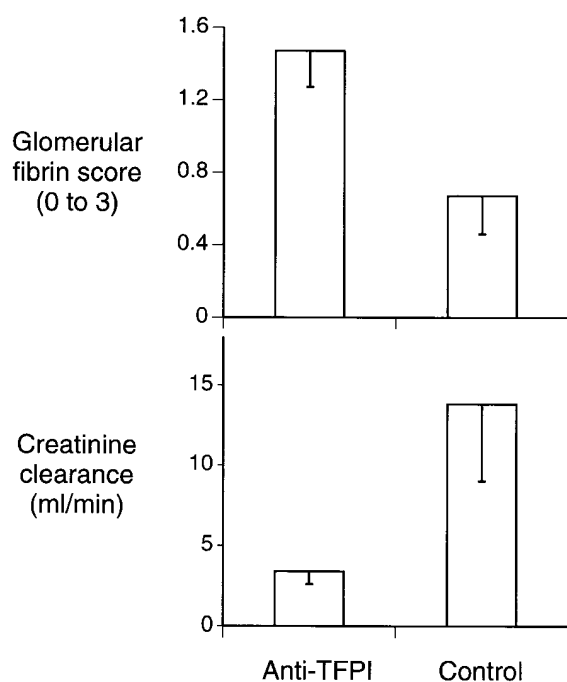 1.6
1.2
Glomerular
fibrin score
(0 to 3)
0.8
0.4
0
15
Creatinine
clearance
(ml/min)
10
5
0
Anti-TFPI Control